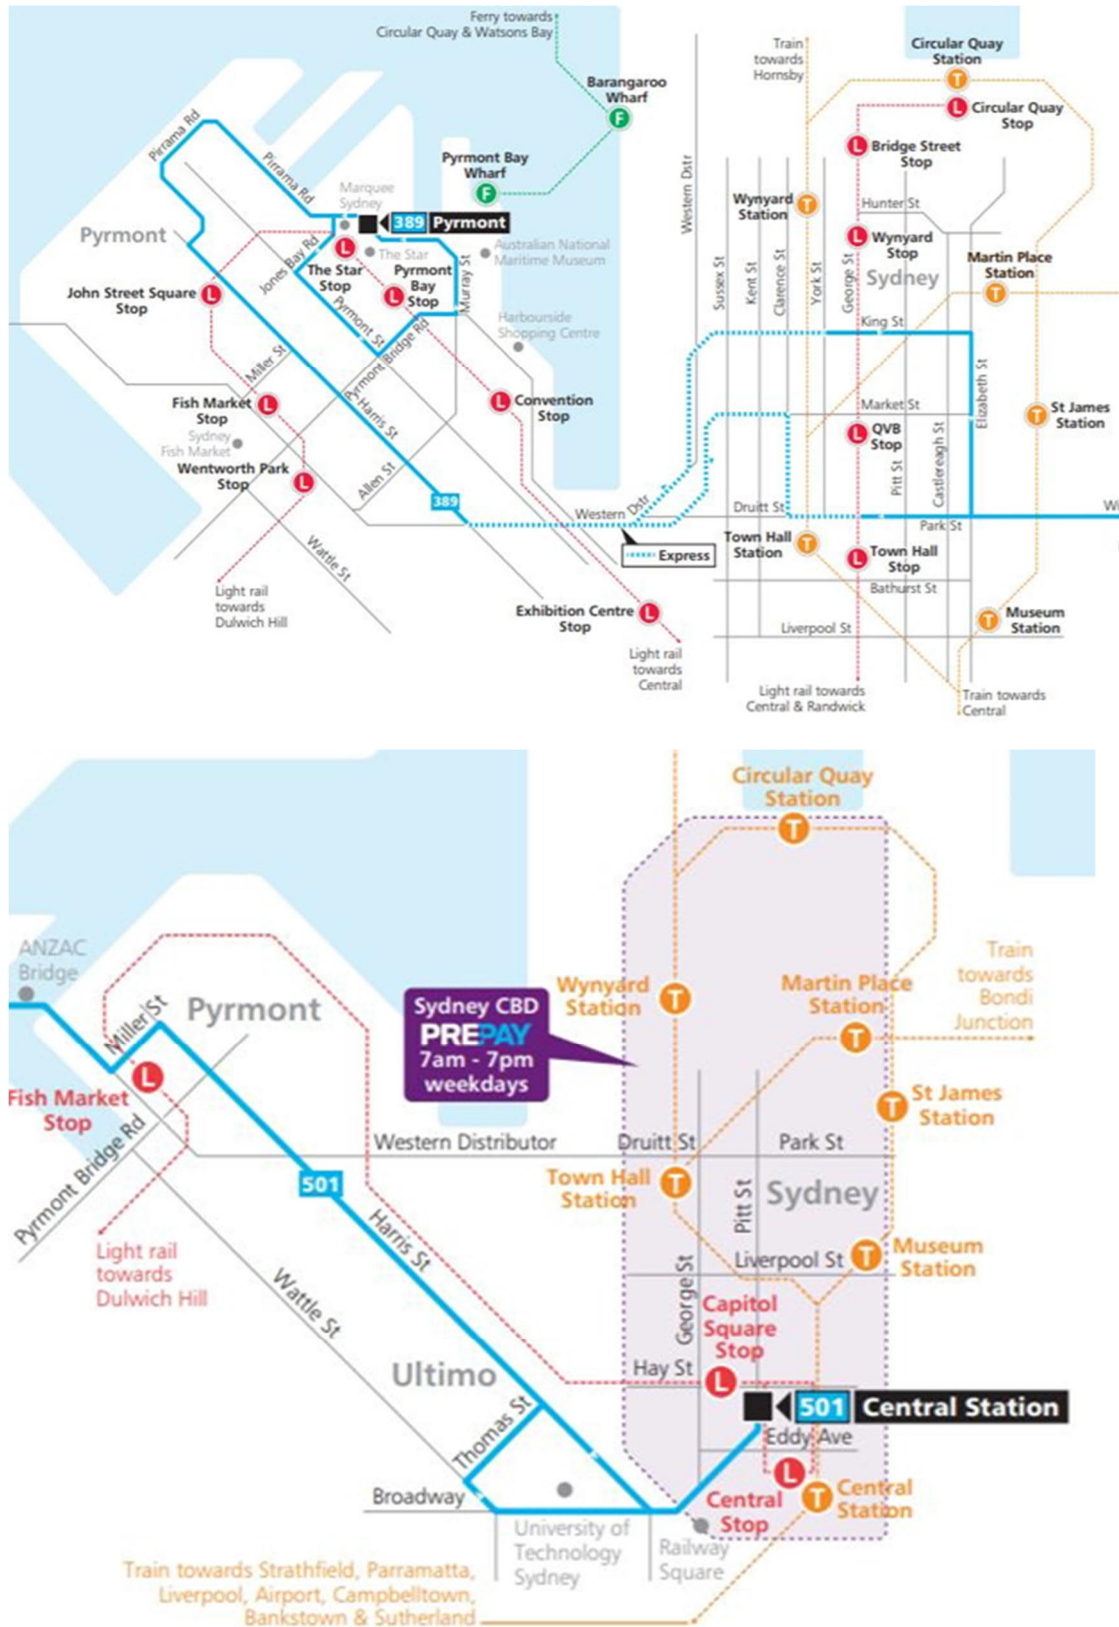 Ferry towards
Circular Quay & Watsons Bay
Train
towards
Hornsby
Circular Quay
Station
Barangaroo
Wharf
F
T
L
Circular Quay
Stop
Pirrama Rd
Pirrama Rd
Pyrmont Bay
Wharf
F
L
Bridge Street
Stop
Western Dstr
Marquee
Sydney
389 Pyrmont
Wynyard
Station
T
Hunter St
Pyrmont
Jones Bay Rd
L
The Star
The Star
Stop
Pyrmont
Bay
Stop
L
Murray St
Australian National
Maritime Museum
L
Wynyard
Stop
Sydney
Martin Place
Station
T
Sussex St
Kent St
Clarence St
York St
George St
John Street Square
Stop
L
Pyrmont St
Pyrmont Bridge Rd
Harbourside
Shopping Centre
King St
Miller St
Elizabeth St
Fish Market
Stop
L
Harris St
L
Convention
Stop
Market St
T
St James
Station
Sydney
Fish Market
L
QVB
Stop
Wentworth Park
Stop
L
Allen St
Pitt St
Castlereagh St
389
Western Dstr
Druitt St
Park St
Wi
Wattle St
Express
Town Hall
Station
T
L
Town Hall
Stop
Bathurst St
Light rail
towards
Dulwich Hill
Exhibition Centre
Stop
L
Liverpool St
T
Museum
Station
Light rail
towards
Central
Light rail towards
Central & Randwick
Train towards
Central
Circular Quay
Station
T
ANZAC
Bridge
Miller St
Pyrmont
Sydney CBD
PREPAY
7am - 7pm
weekdays
Wynyard
Station
T
Martin Place
Station
T
Train
towards
Bondi
Junction
L
Fish Market
Stop
T
St James
Station
Pyrmont Bridge Rd
Western Distributor
Druitt St
Park St
501
Town Hall
Station
T
Pitt St
Sydney
Harris St
Light rail
towards
Dulwich Hill
Wattle St
Liverpool St
T
Museum
Station
George St
Capitol
Square
Stop
Ultimo
Hay St
L
501 Central Station
Thomas St
Eddy Ave
Broadway
L
Central
Stop
T
Central
Station
University of
Technology
Sydney
Railway
Square
Train towards Strathfield, Parramatta,
Liverpool, Airport, Campbelltown,
Bankstown & Sutherland